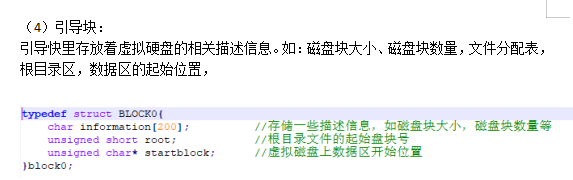 （4）引导块：
引导快里存放着虚拟硬盘的相关描述信息。如：磁盘块大小、磁盘块数量，文件分配表，
根目录区，数据区的起始位置，
typedef struct BLOCK0{
    char information[200];          //存储一些描述信息，如磁盘块大小，磁盘块数量等
    unsigned short root;            //根目录文件的起始盘块号
    unsigned char* startblock;      //虚拟磁盘上数据区开始位置
}block0;